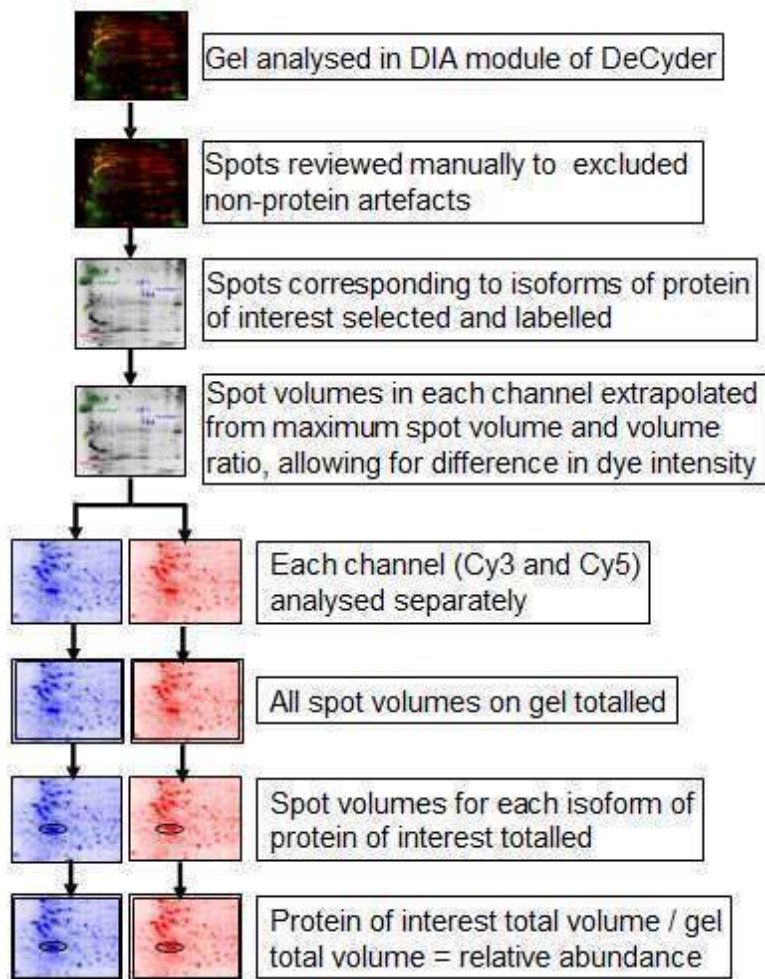 Gel analysed in DIA module of DeCyder
Spots reviewed manually to excluded
non-protein artefacts
Spots corresponding to isoforms of protein
of interest selected and labelled
Spot volumes in each channel extrapolated
from maximum spot volume and volume
ratio, allowing for difference in dye intensity
Each channel (Cy3 and Cy5)
analysed separately
All spot volumes on gel totalled
Spot volumes for each isoform of
protein of interest totalled
Protein of interest total volume / gel
total volume = relative abundance